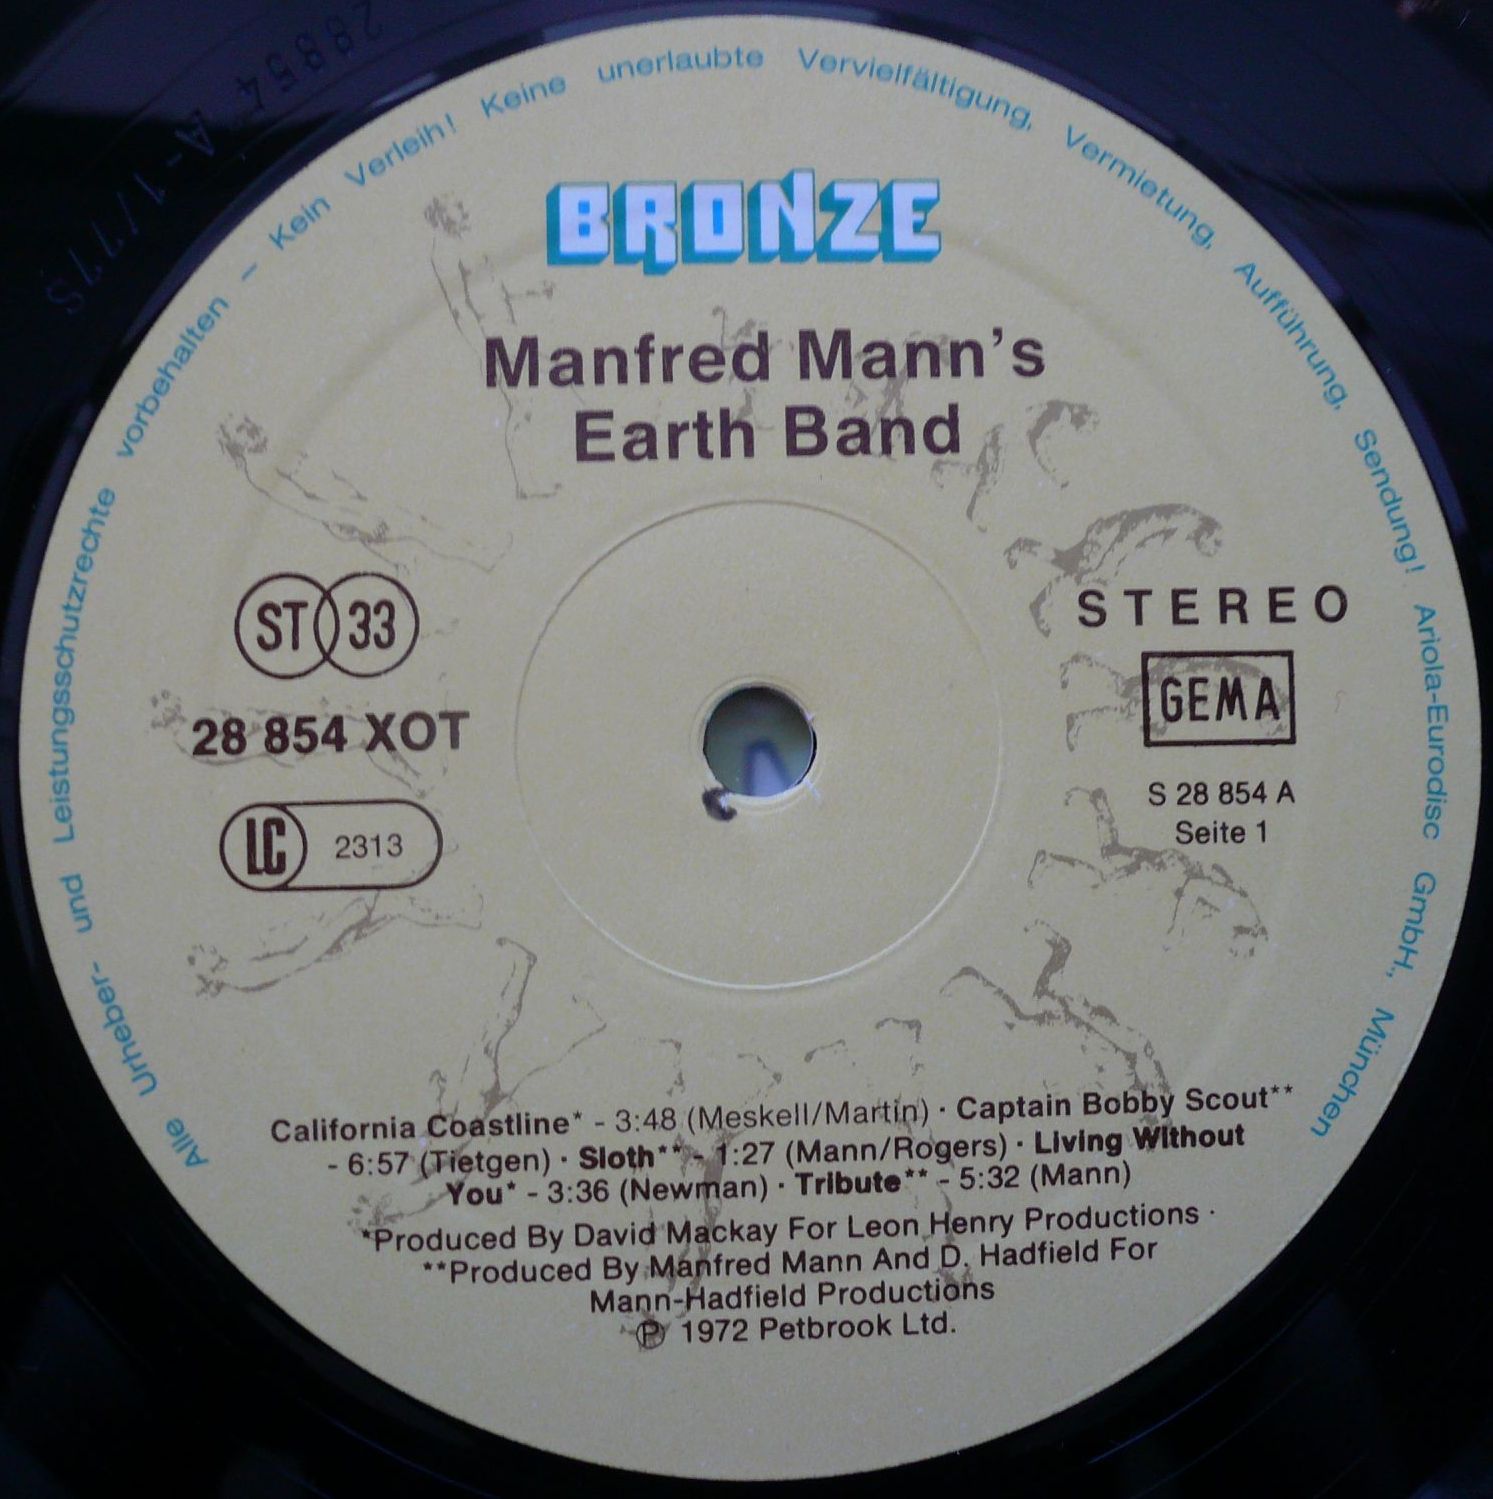 28854 A-1/77S
Alle Urheber- und Leistungsschutzrechte vorbehalten – Kein Verleih! Keine unerlaubte Vervielfältigung, Vermietung, Aufführung, Sendung! Ariola-Eurodisc GmbH., München
BRONZE
Manfred Mann's
Earth Band
ST 33
28 854 XOT
LC 2313
STEREO
GEMA
S 28 854 A
Seite 1
California Coastline* - 3:48 (Meskell/Martin) · Captain Bobby Scout**
- 6:57 (Tietgen) · Sloth** - 1:27 (Mann/Rogers) · Living Without
You* - 3:36 (Newman) · Tribute** - 5:32 (Mann)
*Produced By David Mackay For Leon Henry Productions ·
**Produced By Manfred Mann And D. Hadfield For
Mann-Hadfield Productions
℗ 1972 Petbrook Ltd.